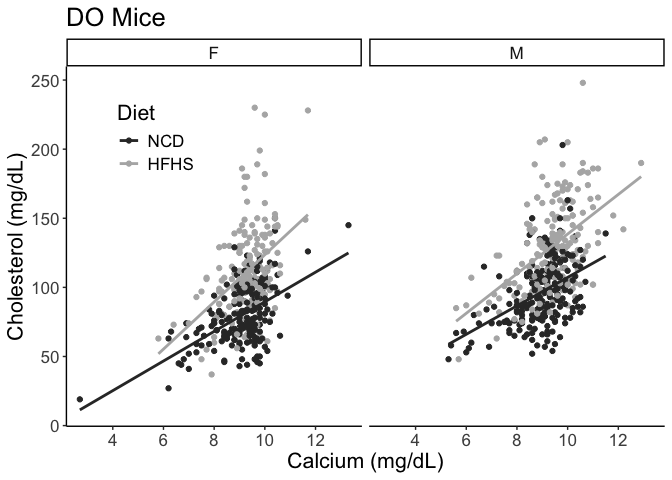 DO Mice
F
M
Cholesterol (mg/dL)
250
200
150
100
50
0
Diet
NCD
HFHS
4 6 8 10 12
4 6 8 10 12
Calcium (mg/dL)